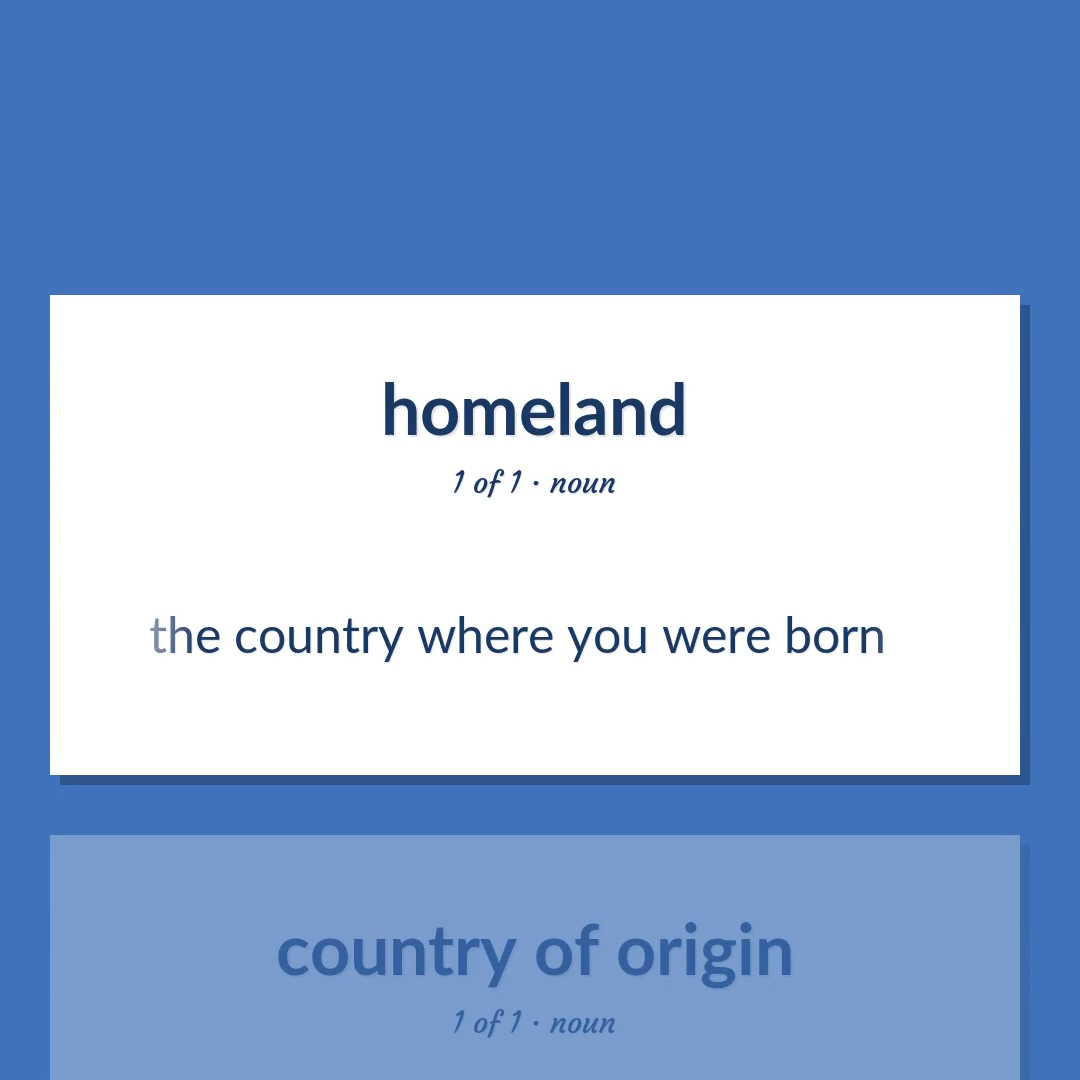 homeland
1 of 1 · noun
the country where you were born
country of origin
1 of 1 · noun